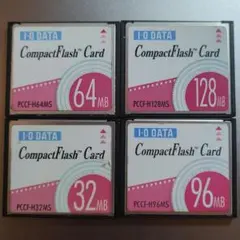 I-O DATA
CompactFlash™ Card
PCCF-H64MS
64MB
I-O DATA
CompactFlash™ Card
PCCF-H128MS
128MB
I-O DATA
CompactFlash™ Card
PCCF-H32MS
32MB
I-O DATA
CompactFlash™ Card
PCCF-H96MS
96MB